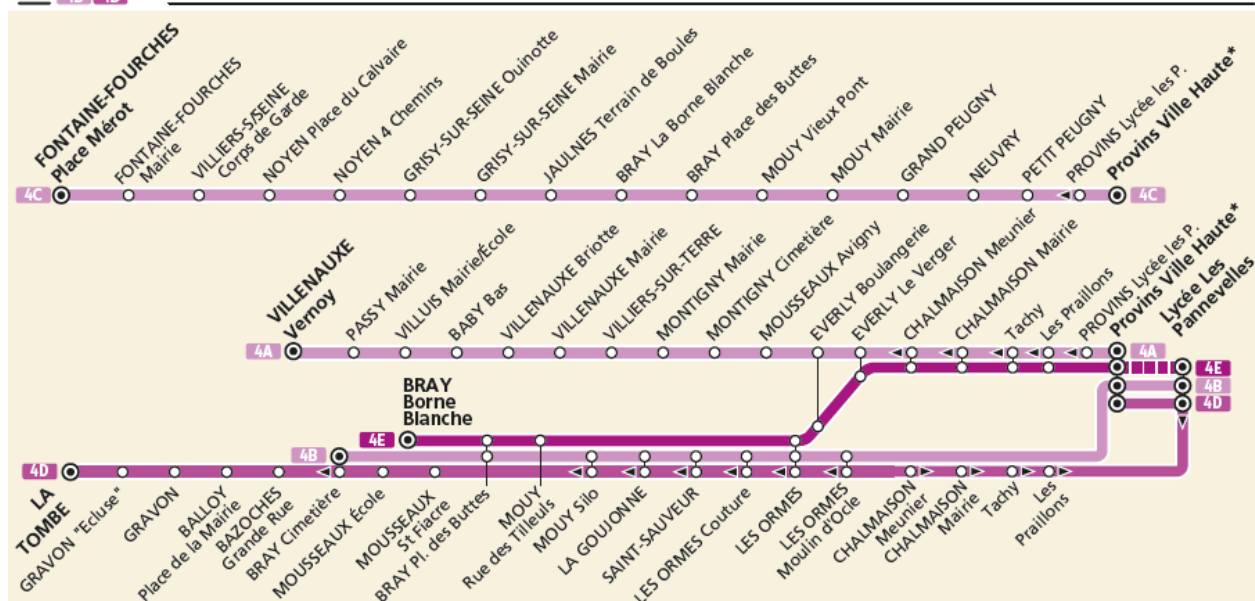 4B 4D
FONTAINE-FOURCHES
Place Mérot
FONTAINE-FOURCHES
Mairie
VILLIERS-S/SEINE
Corps de Garde
NOYEN Place du Calvaire
NOYEN 4 Chemins
GRISY-SUR-SEINE Ouinotte
GRISY-SUR-SEINE Mairie
JAULNES Terrain de Boules
BRAY La Borne Blanche
BRAY Place des Buttes
MOUY Vieux Pont
MOUY Mairie
GRAND PEUGNY
NEUVRY
PETIT PEUGNY
PROVINS Lycée les P.
Provins Ville Haute*
4C
4C
VILLENAUXE
Vernoy
PASSY Mairie
VILLUIS Mairie/École
BABY Bas
VILLENAUXE Briotte
VILLENAUXE Mairie
VILLIERS-SUR-TERRE
MONTIGNY Mairie
MONTIGNY Cimetière
MOUSSEAUX Avigny
EVERLY Boulangerie
EVERLY Le Verger
CHALMAISON Meunier
CHALMAISON Mairie
Tachy
Les Praillons
PROVINS Lycée les P.
Provins Ville Haute*
Lycée Les
Pannevelles
4A
4A
4E
4B
4D
BRAY
Borne
Blanche
4E
4B
4D
LA
TOMBE
GRAVON "Ecluse"
GRAVON
BALLOY
Place de la Mairie
BAZOCHES
Grande Rue
BRAY Cimetière
MOUSSEAUX École
MOUSSEAUX
St Fiacre
BRAY Pl. des Buttes
MOUY
Rue des Tilleuls
MOUY Silo
LA GOUJONNE
SAINT-SAUVEUR
LES ORMES Couture
LES ORMES
LES ORMES
Moulin d'Ocle
CHALMAISON
Meunier
CHALMAISON
Mairie
Tachy
Les
Praillons